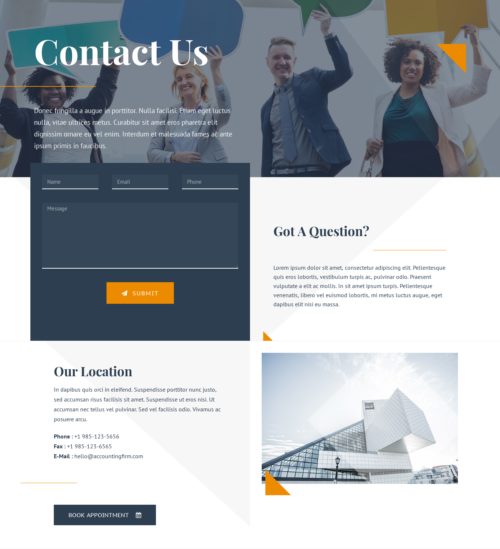 Contact Us
Donec fringilla a augue in porttitor. Nulla facilisi. Etiam eget luctus
nulla, vitae ultrices metus. Curabitur sit amet eros pharetra elit
dignissim ornare eu vel enim. Interdum et malesuada fames ac ante
ipsum primis in faucibus.
Name Email Phone
Message
SUBMIT
Got A Question?
Lorem ipsum dolor sit amet, consectetur adipiscing elit. Pellentesque
quis eros lobortis, vestibulum turpis ac, pulvinar odio. Praesent
vulputate a elit ac mollis. In sit amet ipsum turpis. Pellentesque
venenatis, libero vel euismod lobortis, mi metus luctus augue, eget
dignissim elit nisi eu massa.
Our Location
In dapibus quis orci in eleifend. Suspendisse porttitor nunc justo,
sed accumsan risus facilisis sit amet. Suspendisse ut eros nisi. Ut
accumsan nec tellus vel pulvinar. Sed vel facilisis odio. Vivamus ac
posuere arcu.
Phone : +1 985-123-5656
Fax : +1 985-123-6565
E-Mail : hello@accountingfirm.com
BOOK APPOINTMENT